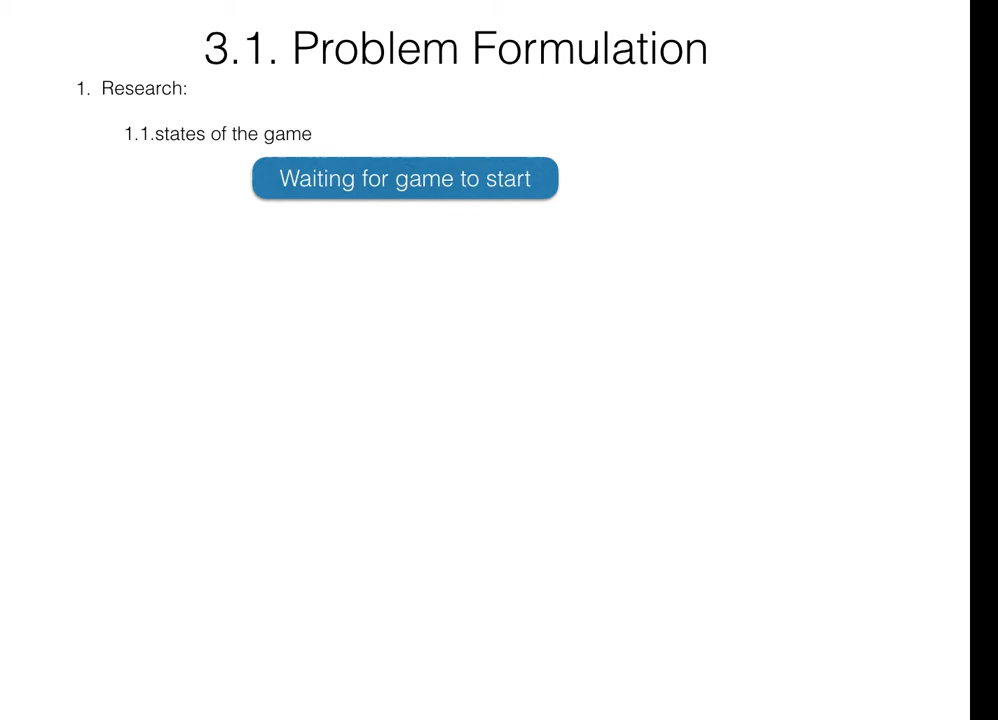 3.1. Problem Formulation
1. Research:
1.1.states of the game
Waiting for game to start